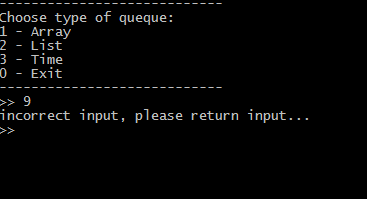 -----------------------------
Choose type of queque:
1 - Array
2 - List
3 - Time
0 - Exit
-----------------------------
>> 9
incorrect input, please return input...
>>